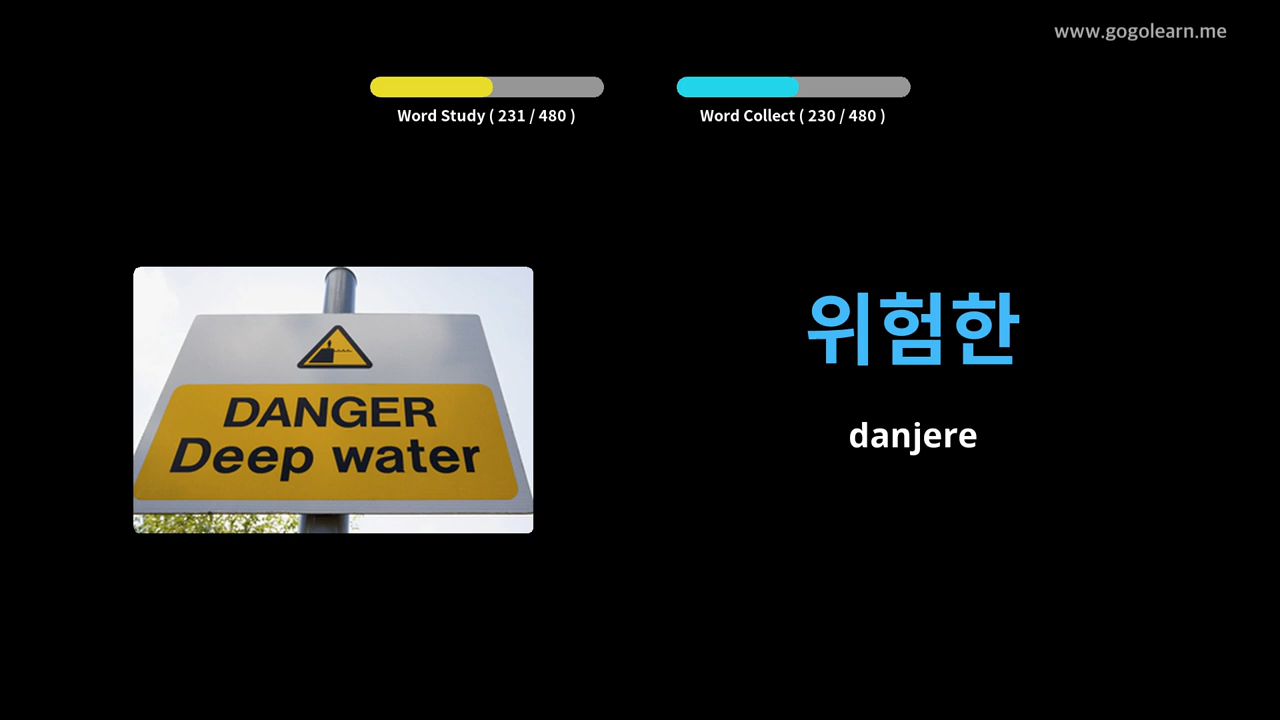 www.gogolearn.me
Word Study ( 231 / 480 )
Word Collect ( 230 / 480 )
DANGER
Deep water
위험한
danjere